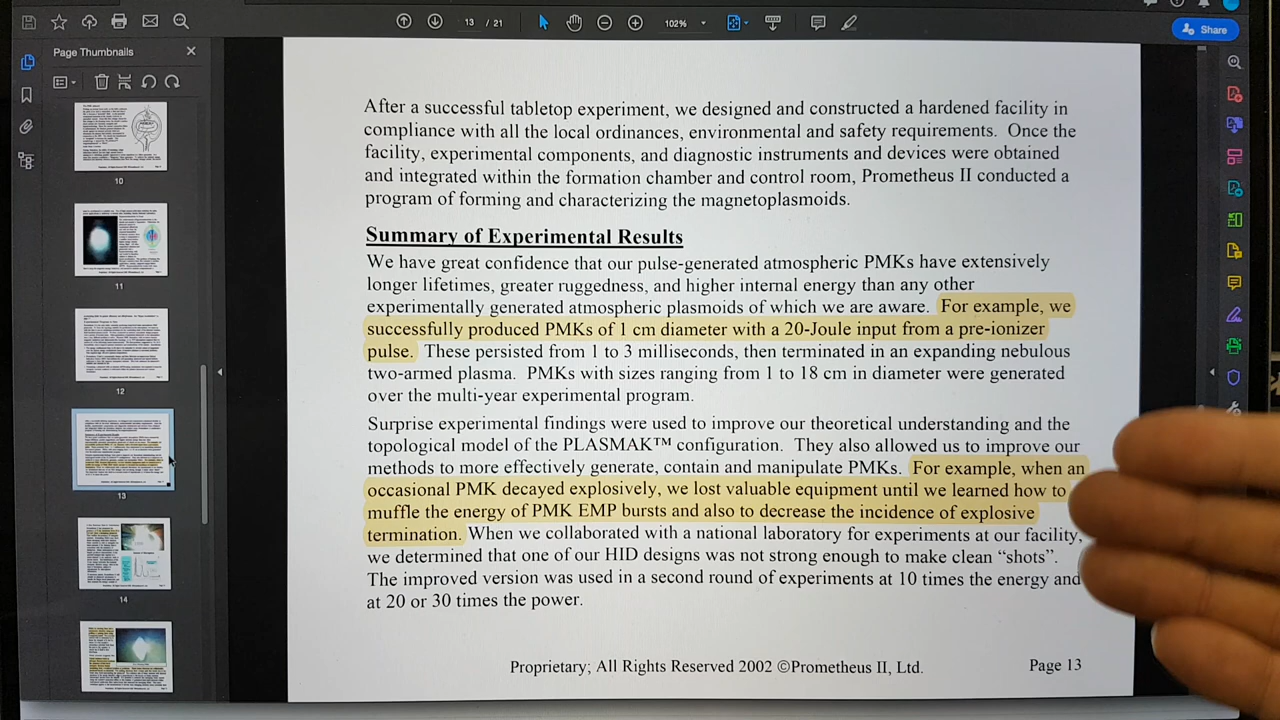 13 / 21
102%
Share
Page Thumbnails
10
11
12
13
14
After a successful tabletop experiment, we designed and constructed a hardened facility in
compliance with all the local ordinances, environmental and safety requirements. Once the
facility, experimental components, and diagnostic instruments and devices were obtained
and integrated within the formation chamber and control room, Prometheus II conducted a
program of forming and characterizing the magnetoplasmoids.
Summary of Experimental Results
We have great confidence that our pulse-generated atmospheric PMKs have extensively
longer lifetimes, greater ruggedness, and higher internal energy than any other
experimentally generated atmospheric plasmoids of which we are aware. For example, we
successfully produced PMKs of 1 cm diameter with a 200-joule input from a pre-ionizer
pulse. These persisted for up to 3 milliseconds, then terminated in an expanding nebulous
two-armed plasma. PMKs with sizes ranging from 1 to 18 cm in diameter were generated
over the multi-year experimental program.
Surprise experimental findings were used to improve our theoretical understanding and the
topological model of the PLASMAK™ configuration and it also allowed us to improve our
methods to more effectively generate, contain and manipulate PMKs. For example, when an
occasional PMK decayed explosively, we lost valuable equipment until we learned how to
muffle the energy of PMK EMP bursts and also to decrease the incidence of explosive
termination. When we collaborated with a national laboratory for experiments at our facility,
we determined that one of our HID designs was not strong enough to make clean “shots”.
The improved version was used in a second round of experiments at 10 times the energy and
at 20 or 30 times the power.
All Rights Reserved 2002 ©Prometheus II, Ltd.
Page 13